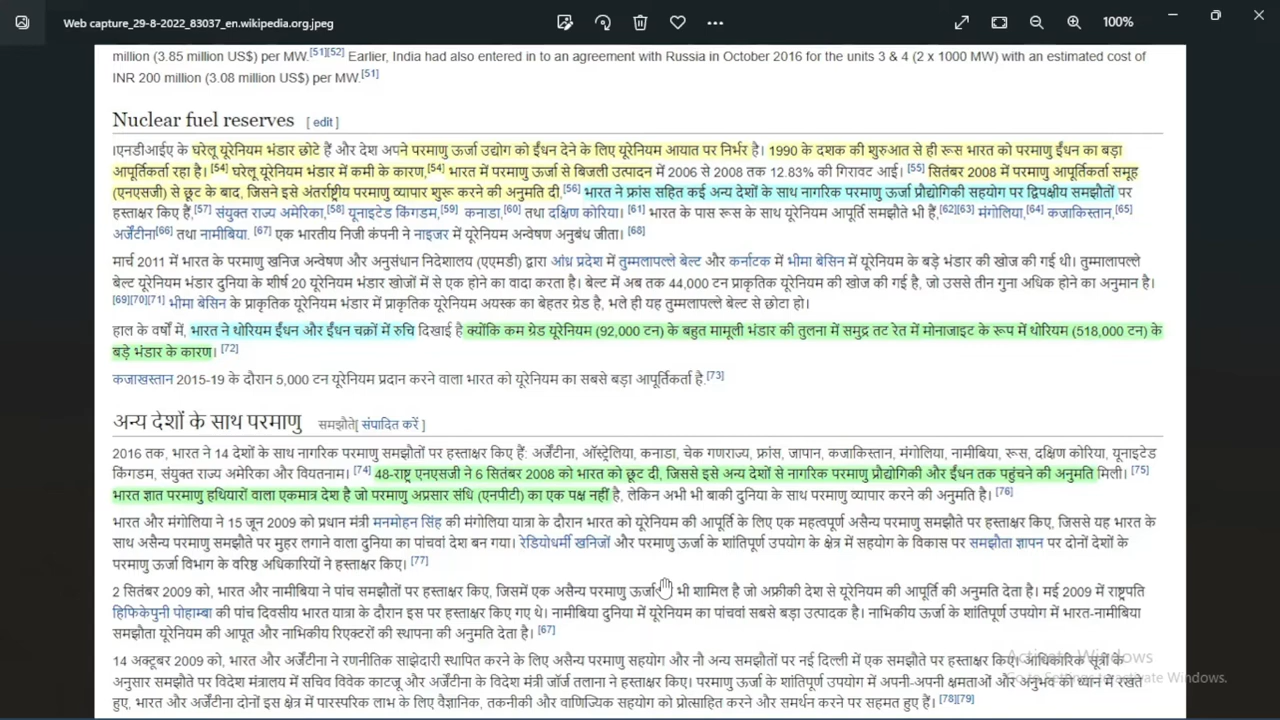 Web capture_29-8-2022_83037_en.wikipedia.org.jpeg
100%
million (3.85 million US$) per MW.[51][52] Earlier, India had also entered in to an agreement with Russia in October 2016 for the units 3 & 4 (2 x 1000 MW) with an estimated cost of
INR 200 million (3.08 million US$) per MW.[51]
Nuclear fuel reserves [ edit ]
।एनडीआईए के घरेलू यूरेनियम भंडार छोटे हैं और देश अपने परमाणु ऊर्जा उद्योग को ईंधन देने के लिए यूरेनियम आयात पर निर्भर है। 1990 के दशक की शुरुआत से ही रूस भारत को परमाणु ईंधन का बड़ा
आपूर्तिकर्ता रहा है।[54] घरेलू यूरेनियम भंडार में कमी के कारण,[54] भारत में परमाणु ऊर्जा से बिजली उत्पादन में 2006 से 2008 तक 12.83% की गिरावट आई। [55] सितंबर 2008 में परमाणु आपूर्तिकर्ता समूह
(एनएसजी) से छूट के बाद, जिसने इसे अंतर्राष्ट्रीय परमाणु व्यापार शुरू करने की अनुमति दी,[56] भारत ने फ्रांस सहित कई अन्य देशों के साथ नागरिक परमाणु ऊर्जा प्रौद्योगिकी सहयोग पर द्विपक्षीय समझौतों पर
हस्ताक्षर किए हैं,[57] संयुक्त राज्य अमेरिका,[58] यूनाइटेड किंगडम,[59] कनाडा,[60] तथा दक्षिण कोरिया। [61] भारत के पास रूस के साथ यूरेनियम आपूर्ति समझौते भी हैं,[62][63] मंगोलिया,[64] कजाकिस्तान,[65]
अर्जेंटीना[66] तथा नामीबिया. [67] एक भारतीय निजी कंपनी ने नाइजर में यूरेनियम अन्वेषण अनुबंध जीता। [68]
मार्च 2011 में भारत के परमाणु खनिज अन्वेषण और अनुसंधान निदेशालय (एएमडी) द्वारा आंध्र प्रदेश में तुम्मलापल्ले बेल्ट और कर्नाटक में भीमा बेसिन में यूरेनियम के बड़े भंडार की खोज की गई थी। तुम्मलापल्ले
बेल्ट यूरेनियम भंडार दुनिया के शीर्ष 20 यूरेनियम भंडार खोजों में से एक होने का वादा करता है। बेल्ट में अब तक 44,000 टन प्राकृतिक यूरेनियम की खोज की गई है, जो उससे तीन गुना अधिक होने का अनुमान है।
[69][70][71] भीमा बेसिन के प्राकृतिक यूरेनियम भंडार में प्राकृतिक यूरेनियम अयस्क का बेहतर ग्रेड है, भले ही यह तुम्मलापल्ले बेल्ट से छोटा हो।
हाल के वर्षों में, भारत ने थोरियम ईंधन और ईंधन चक्रों में रुचि दिखाई है क्योंकि कम ग्रेड यूरेनियम (92,000 टन) के बहुत मामूली भंडार की तुलना में समुद्र तट रेत में मोनाजाइट के रूप में थोरियम (518,000 टन) के
बड़े भंडार के कारण। [72]
कजाखस्तान 2015-19 के दौरान 5,000 टन यूरेनियम प्रदान करने वाला भारत को यूरेनियम का सबसे बड़ा आपूर्तिकर्ता है.[73]
अन्य देशों के साथ परमाणु समझौते[ संपादित करें ]
2016 तक, भारत ने 14 देशों के साथ नागरिक परमाणु समझौतों पर हस्ताक्षर किए हैं: अर्जेंटीना, ऑस्ट्रेलिया, कनाडा, चेक गणराज्य, फ्रांस, जापान, कजाकिस्तान, मंगोलिया, नामीबिया, रूस, दक्षिण कोरिया, यूनाइटेड
किंगडम, संयुक्त राज्य अमेरिका और वियतनाम। [74] 48-राष्ट्र एनएसजी ने 6 सितंबर 2008 को भारत को छूट दी, जिससे इसे अन्य देशों से नागरिक परमाणु प्रौद्योगिकी और ईंधन तक पहुंचने की अनुमति मिली। [75]
भारत ज्ञात परमाणु हथियारों वाला एकमात्र देश है जो परमाणु अप्रसार संधि (एनपीटी) का एक पक्ष नहीं है, लेकिन अभी भी बाकी दुनिया के साथ परमाणु व्यापार करने की अनुमति है। [76]
भारत और मंगोलिया ने 15 जून 2009 को प्रधान मंत्री मनमोहन सिंह की मंगोलिया यात्रा के दौरान भारत को यूरेनियम की आपूर्ति के लिए एक महत्वपूर्ण असैन्य परमाणु समझौते पर हस्ताक्षर किए, जिससे यह भारत के
साथ असैन्य परमाणु समझौते पर मुहर लगाने वाला दुनिया का पांचवां देश बन गया। रेडियोधर्मी खनिजों और परमाणु ऊर्जा के शांतिपूर्ण उपयोग के क्षेत्र में सहयोग के विकास पर समझौता ज्ञापन पर दोनों देशों के
परमाणु ऊर्जा विभाग के वरिष्ठ अधिकारियों ने हस्ताक्षर किए। [77]
2 सितंबर 2009 को, भारत और नामीबिया ने पांच समझौतों पर हस्ताक्षर किए, जिसमें एक असैन्य परमाणु ऊर्जा भी शामिल है जो अफ्रीकी देश से यूरेनियम की आपूर्ति की अनुमति देता है। मई 2009 में राष्ट्रपति
हिफिकेपुनी पोहाम्बा की पांच दिवसीय भारत यात्रा के दौरान इस पर हस्ताक्षर किए गए थे। नामीबिया दुनिया में यूरेनियम का पांचवां सबसे बड़ा उत्पादक है। नाभिकीय ऊर्जा के शांतिपूर्ण उपयोग में भारत-नामीबिया
समझौता यूरेनियम की आपूत और नाभिकीय रिएक्टरों की स्थापना की अनुमति देता है। [67]
14 अक्टूबर 2009 को, भारत और अर्जेंटीना ने रणनीतिक साझेदारी स्थापित करने के लिए असैन्य परमाणु सहयोग और नौ अन्य समझौतों पर नई दिल्ली में एक समझौते पर हस्ताक्षर किए। आधिकारिक सूत्रों के
अनुसार समझौते पर विदेश मंत्रालय में सचिव विवेक काटजू और अर्जेंटीना के विदेश मंत्री जॉर्ज तलाना ने हस्ताक्षर किए। परमाणु ऊर्जा के शांतिपूर्ण उपयोग में अपनी-अपनी क्षमताओं और अनुभव को ध्यान में रखते
हुए, भारत और अर्जेंटीना दोनों इस क्षेत्र में पारस्परिक लाभ के लिए वैज्ञानिक, तकनीकी और वाणिज्यिक सहयोग को प्रोत्साहित करने और समर्थन करने पर सहमत हुए हैं। [78][79]
Activate Windows
Go to Settings to activate Windows.